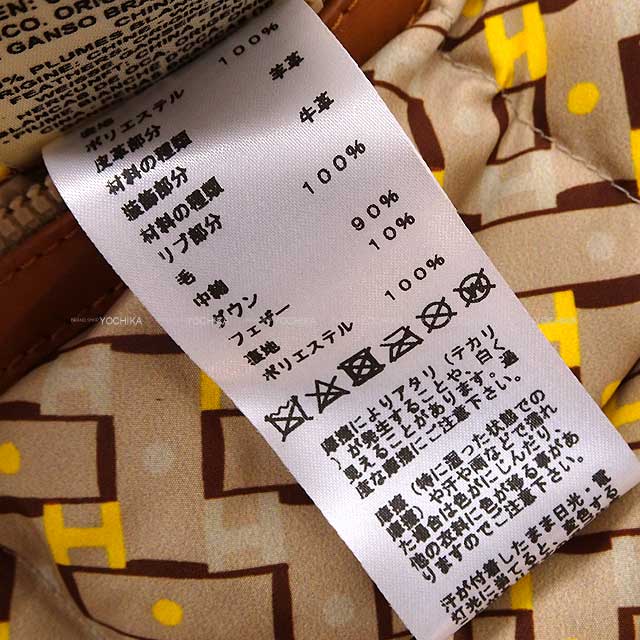 EN: 
CO. ORI
GANSO BRAN
% PLUMES, CHIN
表地
ポリエステル 100%
皮革部分
材料の種類 羊革
装飾部分
材料の種類 牛革
リブ部分
毛 100%
中綿
ダウン 90%
フェザー 10%
裏地
ポリエステル 100%
摩擦によりアタリ（テカリ
）が発生することや、白く
見えることがあります。過
度な摩擦にご注意下さい。
摩擦（特に湿った状態での
摩擦）や汗や雨などで濡れ
た場合は色がにじんだり、
他の衣料に色が移る事があ
りますのでご注意下さい。
汗が付着したまま日光、電
灯光に当てると、変色する
BRAND SHOP YOCHIKA